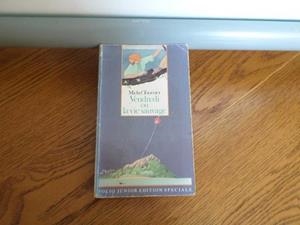 Michel Tournier
Vendredi
ou
la vie sauvage
FOLIO JUNIOR EDITION SPECIALE